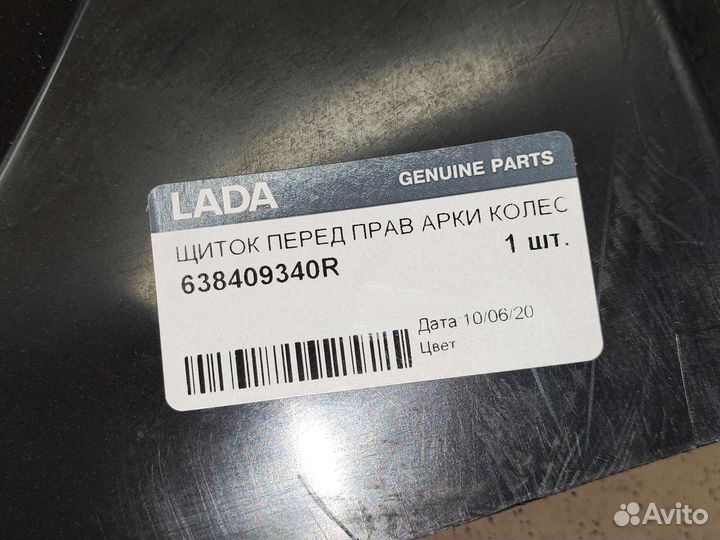 LADA
GENUINE PARTS
ЩИТОК ПЕРЕД ПРАВ АРКИ КОЛЕС
638409340R
1 шт.
Дата 10/06/20
Цвет
Avito